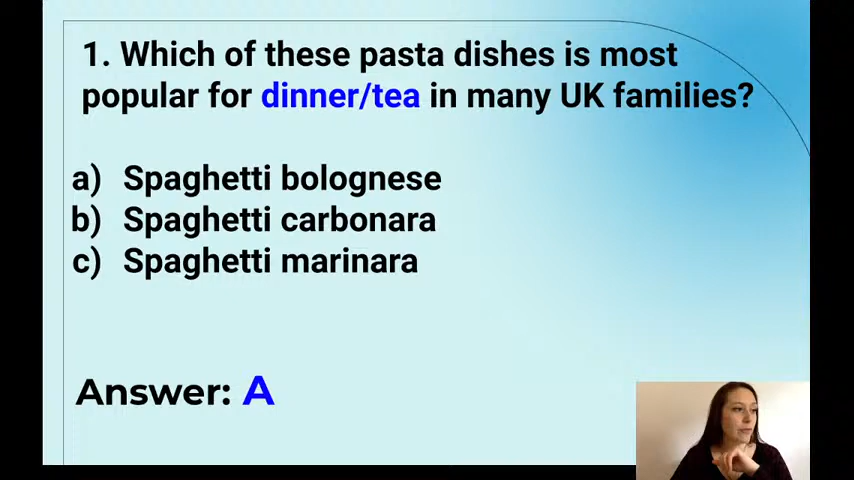 1. Which of these pasta dishes is most
popular for dinner/tea in many UK families?
a) Spaghetti bolognese
b) Spaghetti carbonara
c) Spaghetti marinara
Answer: A